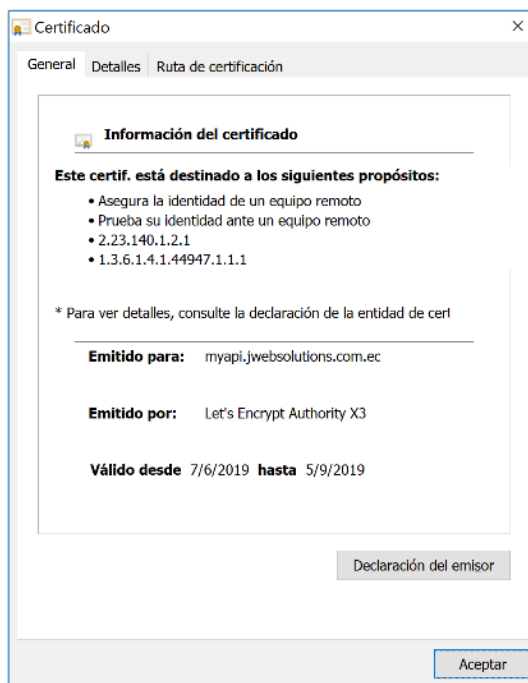 Certificado
General Detalles Ruta de certificación
Información del certificado
Este certif. está destinado a los siguientes propósitos:
• Asegura la identidad de un equipo remoto
• Prueba su identidad ante un equipo remoto
• 2.23.140.1.2.1
• 1.3.6.1.4.1.44947.1.1.1
* Para ver detalles, consulte la declaración de la entidad de cert
Emitido para: myapi.jwebsolutions.com.ec
Emitido por: Let's Encrypt Authority X3
Válido desde 7/6/2019 hasta 5/9/2019
Declaración del emisor
Aceptar